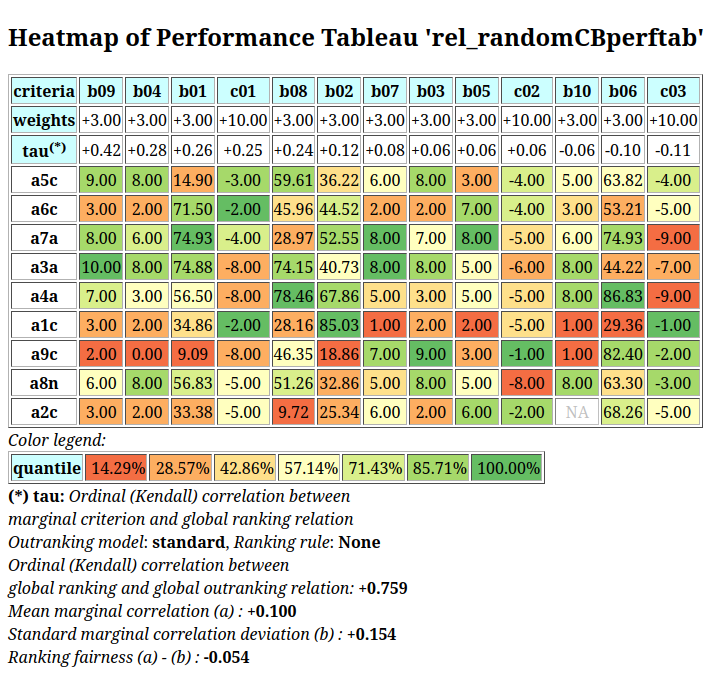 Heatmap of Performance Tableau 'rel_randomCBperftab'
criteria b09 b04 b01 c01 b08 b02 b07 b03 b05 c02 b10 b06 c03
weights +3.00 +3.00 +3.00 +10.00 +3.00 +3.00 +3.00 +3.00 +3.00 +10.00 +3.00 +3.00 +10.00
tau(*) +0.42 +0.28 +0.26 +0.25 +0.24 +0.12 +0.08 +0.06 +0.06 +0.06 -0.06 -0.10 -0.11
a5c 9.00 8.00 14.90 -3.00 59.61 36.22 6.00 8.00 3.00 -4.00 5.00 63.82 -4.00
a6c 3.00 2.00 71.50 -2.00 45.96 44.52 2.00 2.00 7.00 -4.00 3.00 53.21 -5.00
a7a 8.00 6.00 74.93 -4.00 28.97 52.55 8.00 7.00 8.00 -5.00 6.00 74.93 -9.00
a3a 10.00 8.00 74.88 -8.00 74.15 40.73 8.00 8.00 5.00 -6.00 8.00 44.22 -7.00
a4a 7.00 3.00 56.50 -8.00 78.46 67.86 5.00 3.00 5.00 -5.00 8.00 86.83 -9.00
a1c 3.00 2.00 34.86 -2.00 28.16 85.03 1.00 2.00 2.00 -5.00 1.00 29.36 -1.00
a9c 2.00 0.00 9.09 -8.00 46.35 18.86 7.00 9.00 3.00 -1.00 1.00 82.40 -2.00
a8n 6.00 8.00 56.83 -5.00 51.26 32.86 5.00 8.00 5.00 -8.00 8.00 63.30 -3.00
a2c 3.00 2.00 33.38 -5.00 9.72 25.34 6.00 2.00 6.00 -2.00 NA 68.26 -5.00
Color legend:
quantile 14.29% 28.57% 42.86% 57.14% 71.43% 85.71% 100.00%
(*) tau: Ordinal (Kendall) correlation between
marginal criterion and global ranking relation
Outranking model: standard, Ranking rule: None
Ordinal (Kendall) correlation between
global ranking and global outranking relation: +0.759
Mean marginal correlation (a) : +0.100
Standard marginal correlation deviation (b) : +0.154
Ranking fairness (a) - (b) : -0.054